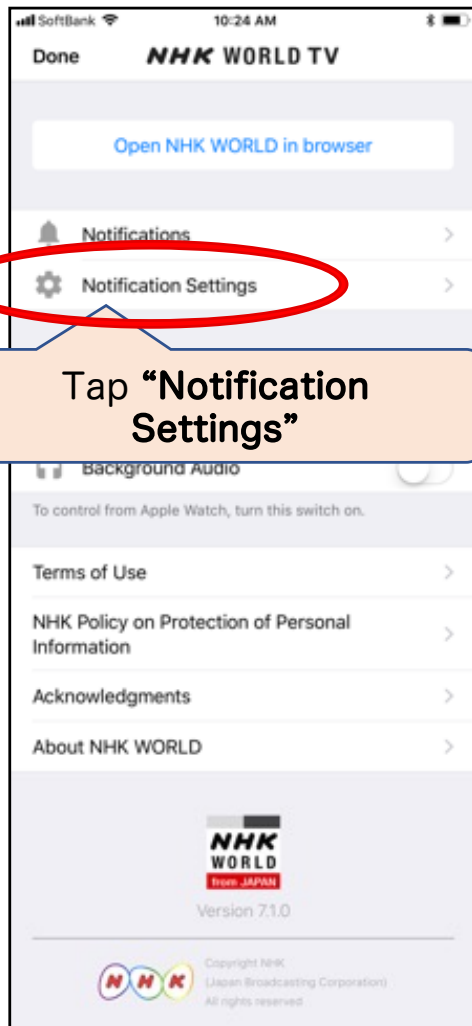 SoftBank 10:24 AM
Done NHK WORLD TV
Open NHK WORLD in browser
Notifications
Notification Settings
Tap “Notification
Settings”
Background Audio
To control from Apple Watch, turn this switch on.
Terms of Use
NHK Policy on Protection of Personal
Information
Acknowledgments
About NHK WORLD
NHK
WORLD
from JAPAN
Version 7.1.0
NHK
Copyright NHK
(Japan Broadcasting Corporation)
All rights reserved